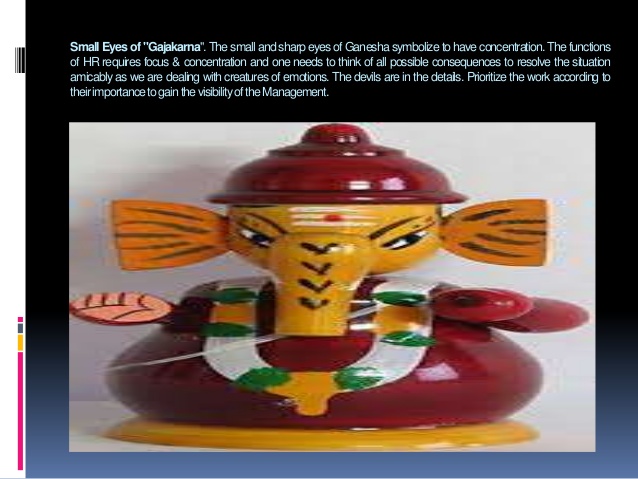 Small Eyes of "Gajakarna". The small and sharp eyes of Ganesha symbolize to have concentration. The functions
of HR requires focus & concentration and one needs to think of all possible consequences to resolve the situation
amicably as we are dealing with creatures of emotions. The devils are in the details. Prioritize the work according to
their importance to gain the visibility of the Management.